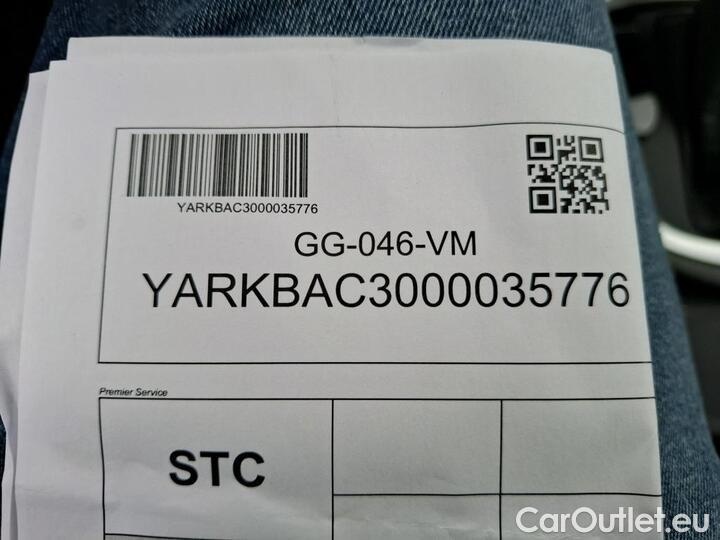 YARKBAC3000035776
GG-046-VM
YARKBAC3000035776
Premier Service
STC
CarOutlet.eu